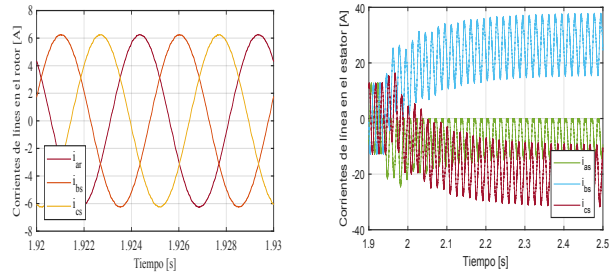 Corrientes de línes en el rotor [A]
8
6
4
2
0
-2
-4
-6
-8
i_ar
i_bs
i_cs
1.92
1.922
1.924
1.926
1.928
1.93
Tiempo [s]
Corrientes de línea en el estator [A]
40
20
0
-20
-40
i_as
i_bs
i_cs
1.9
2
2.1
2.2
2.3
2.4
2.5
Tiempo [s]